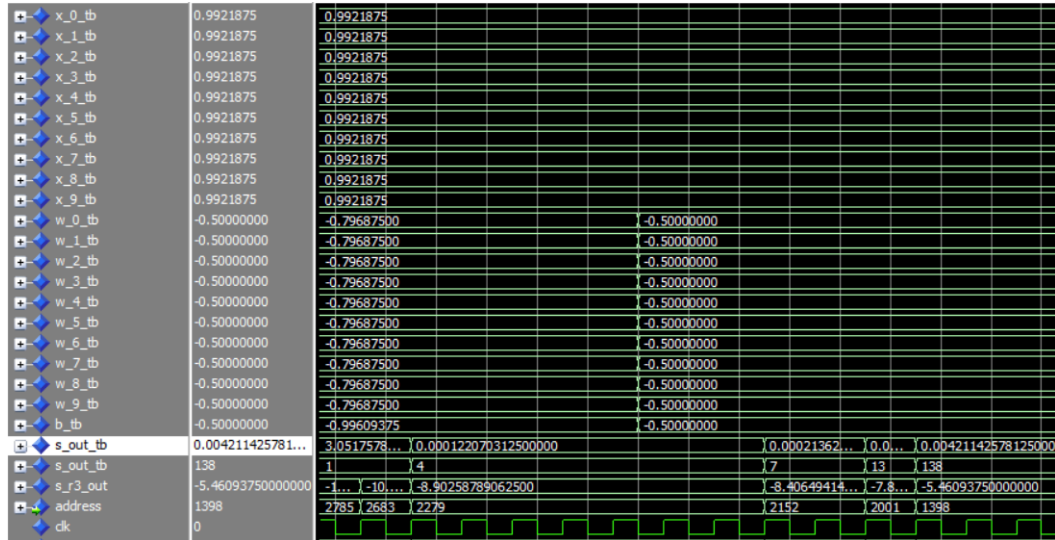 x_0_tb 0.9921875 0.9921875
x_1_tb 0.9921875 0.9921875
x_2_tb 0.9921875 0.9921875
x_3_tb 0.9921875 0.9921875
x_4_tb 0.9921875 0.9921875
x_5_tb 0.9921875 0.9921875
x_6_tb 0.9921875 0.9921875
x_7_tb 0.9921875 0.9921875
x_8_tb 0.9921875 0.9921875
x_9_tb 0.9921875 0.9921875
w_0_tb -0.50000000 -0.79687500 -0.50000000
w_1_tb -0.50000000 -0.79687500 -0.50000000
w_2_tb -0.50000000 -0.79687500 -0.50000000
w_3_tb -0.50000000 -0.79687500 -0.50000000
w_4_tb -0.50000000 -0.79687500 -0.50000000
w_5_tb -0.50000000 -0.79687500 -0.50000000
w_6_tb -0.50000000 -0.79687500 -0.50000000
w_7_tb -0.50000000 -0.79687500 -0.50000000
w_8_tb -0.50000000 -0.79687500 -0.50000000
w_9_tb -0.50000000 -0.79687500 -0.50000000
b_tb -0.50000000 -0.99609375 -0.50000000
s_out_tb 0.004211425781... 3.0517578... 0.000122070312500000 0.00021362... 0.0... 0.00421142578125000
s_out_tb 138 1 4 7 13 138
s_r3_out -5.46093750000000 -1... -10.... -8.90258789062500 -8.40649414... -7.8... -5.46093750000000
address 1398 2785 2683 2279 2152 2001 1398
clk 0